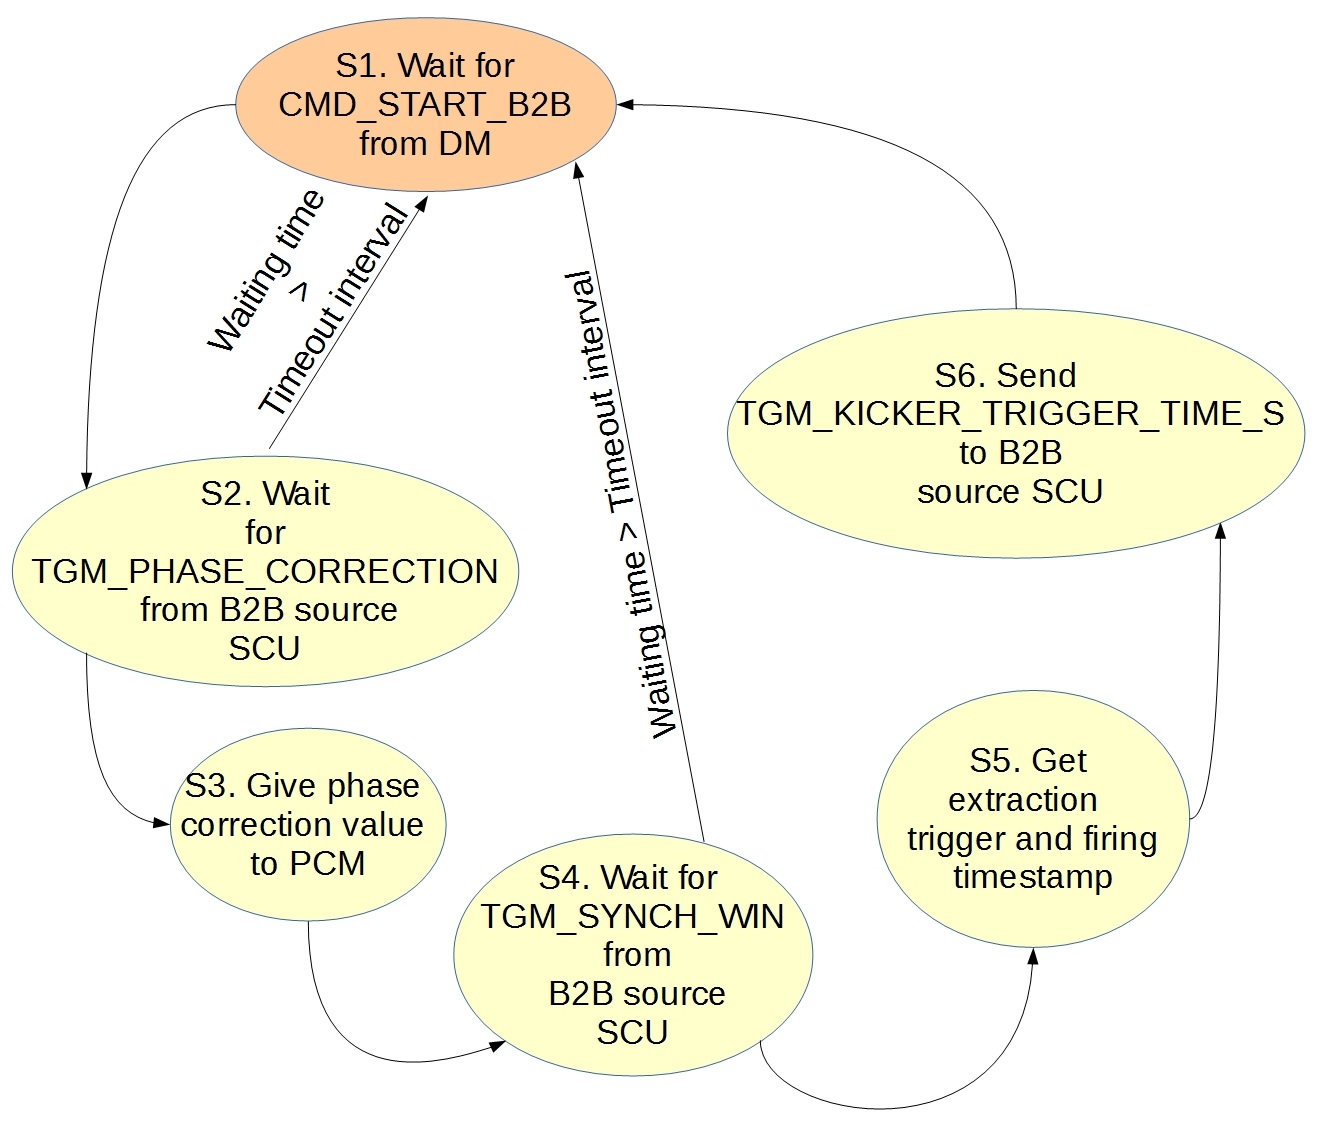 S1. Wait for
CMD_START_B2B
from DM
Waiting time
>
Timeout interval
Waiting time > Timeout interval
S6. Send
TGM_KICKER_TRIGGER_TIME_S
to B2B
source SCU
S2. Wait
for
TGM_PHASE_CORRECTION
from B2B source
SCU
S3. Give phase
correction value
to PCM
S4. Wait for
TGM_SYNCH_WIN
from
B2B source
SCU
S5. Get
extraction
trigger and firing
timestamp